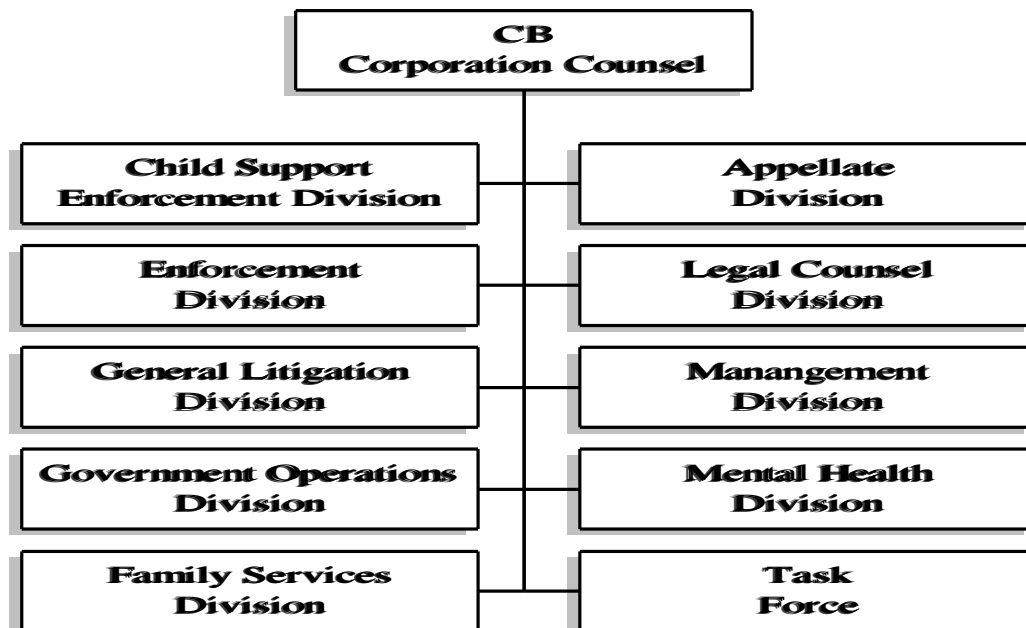 CB
Corporation Counsel
Child Support
Enforcement Division
Appellate
Division
Enforcement
Division
Legal Counsel
Division
General Litigation
Division
Manangement
Division
Government Operations
Division
Mental Health
Division
Family Services
Division
Task
Force